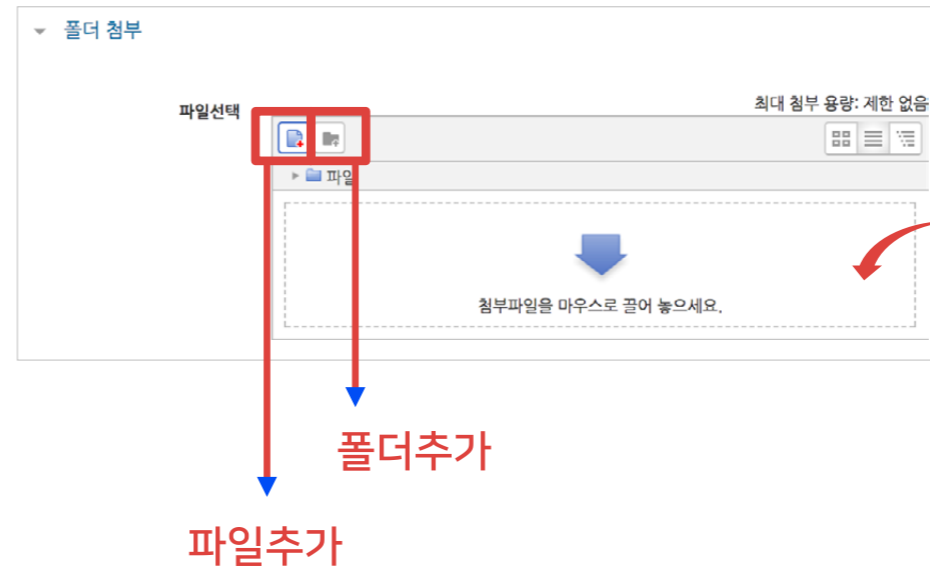 폴더 첨부
최대 첨부 용량: 제한 없음
파일선택
파일
첨부파일을 마우스로 끌어 놓으세요.
폴더추가
파일추가